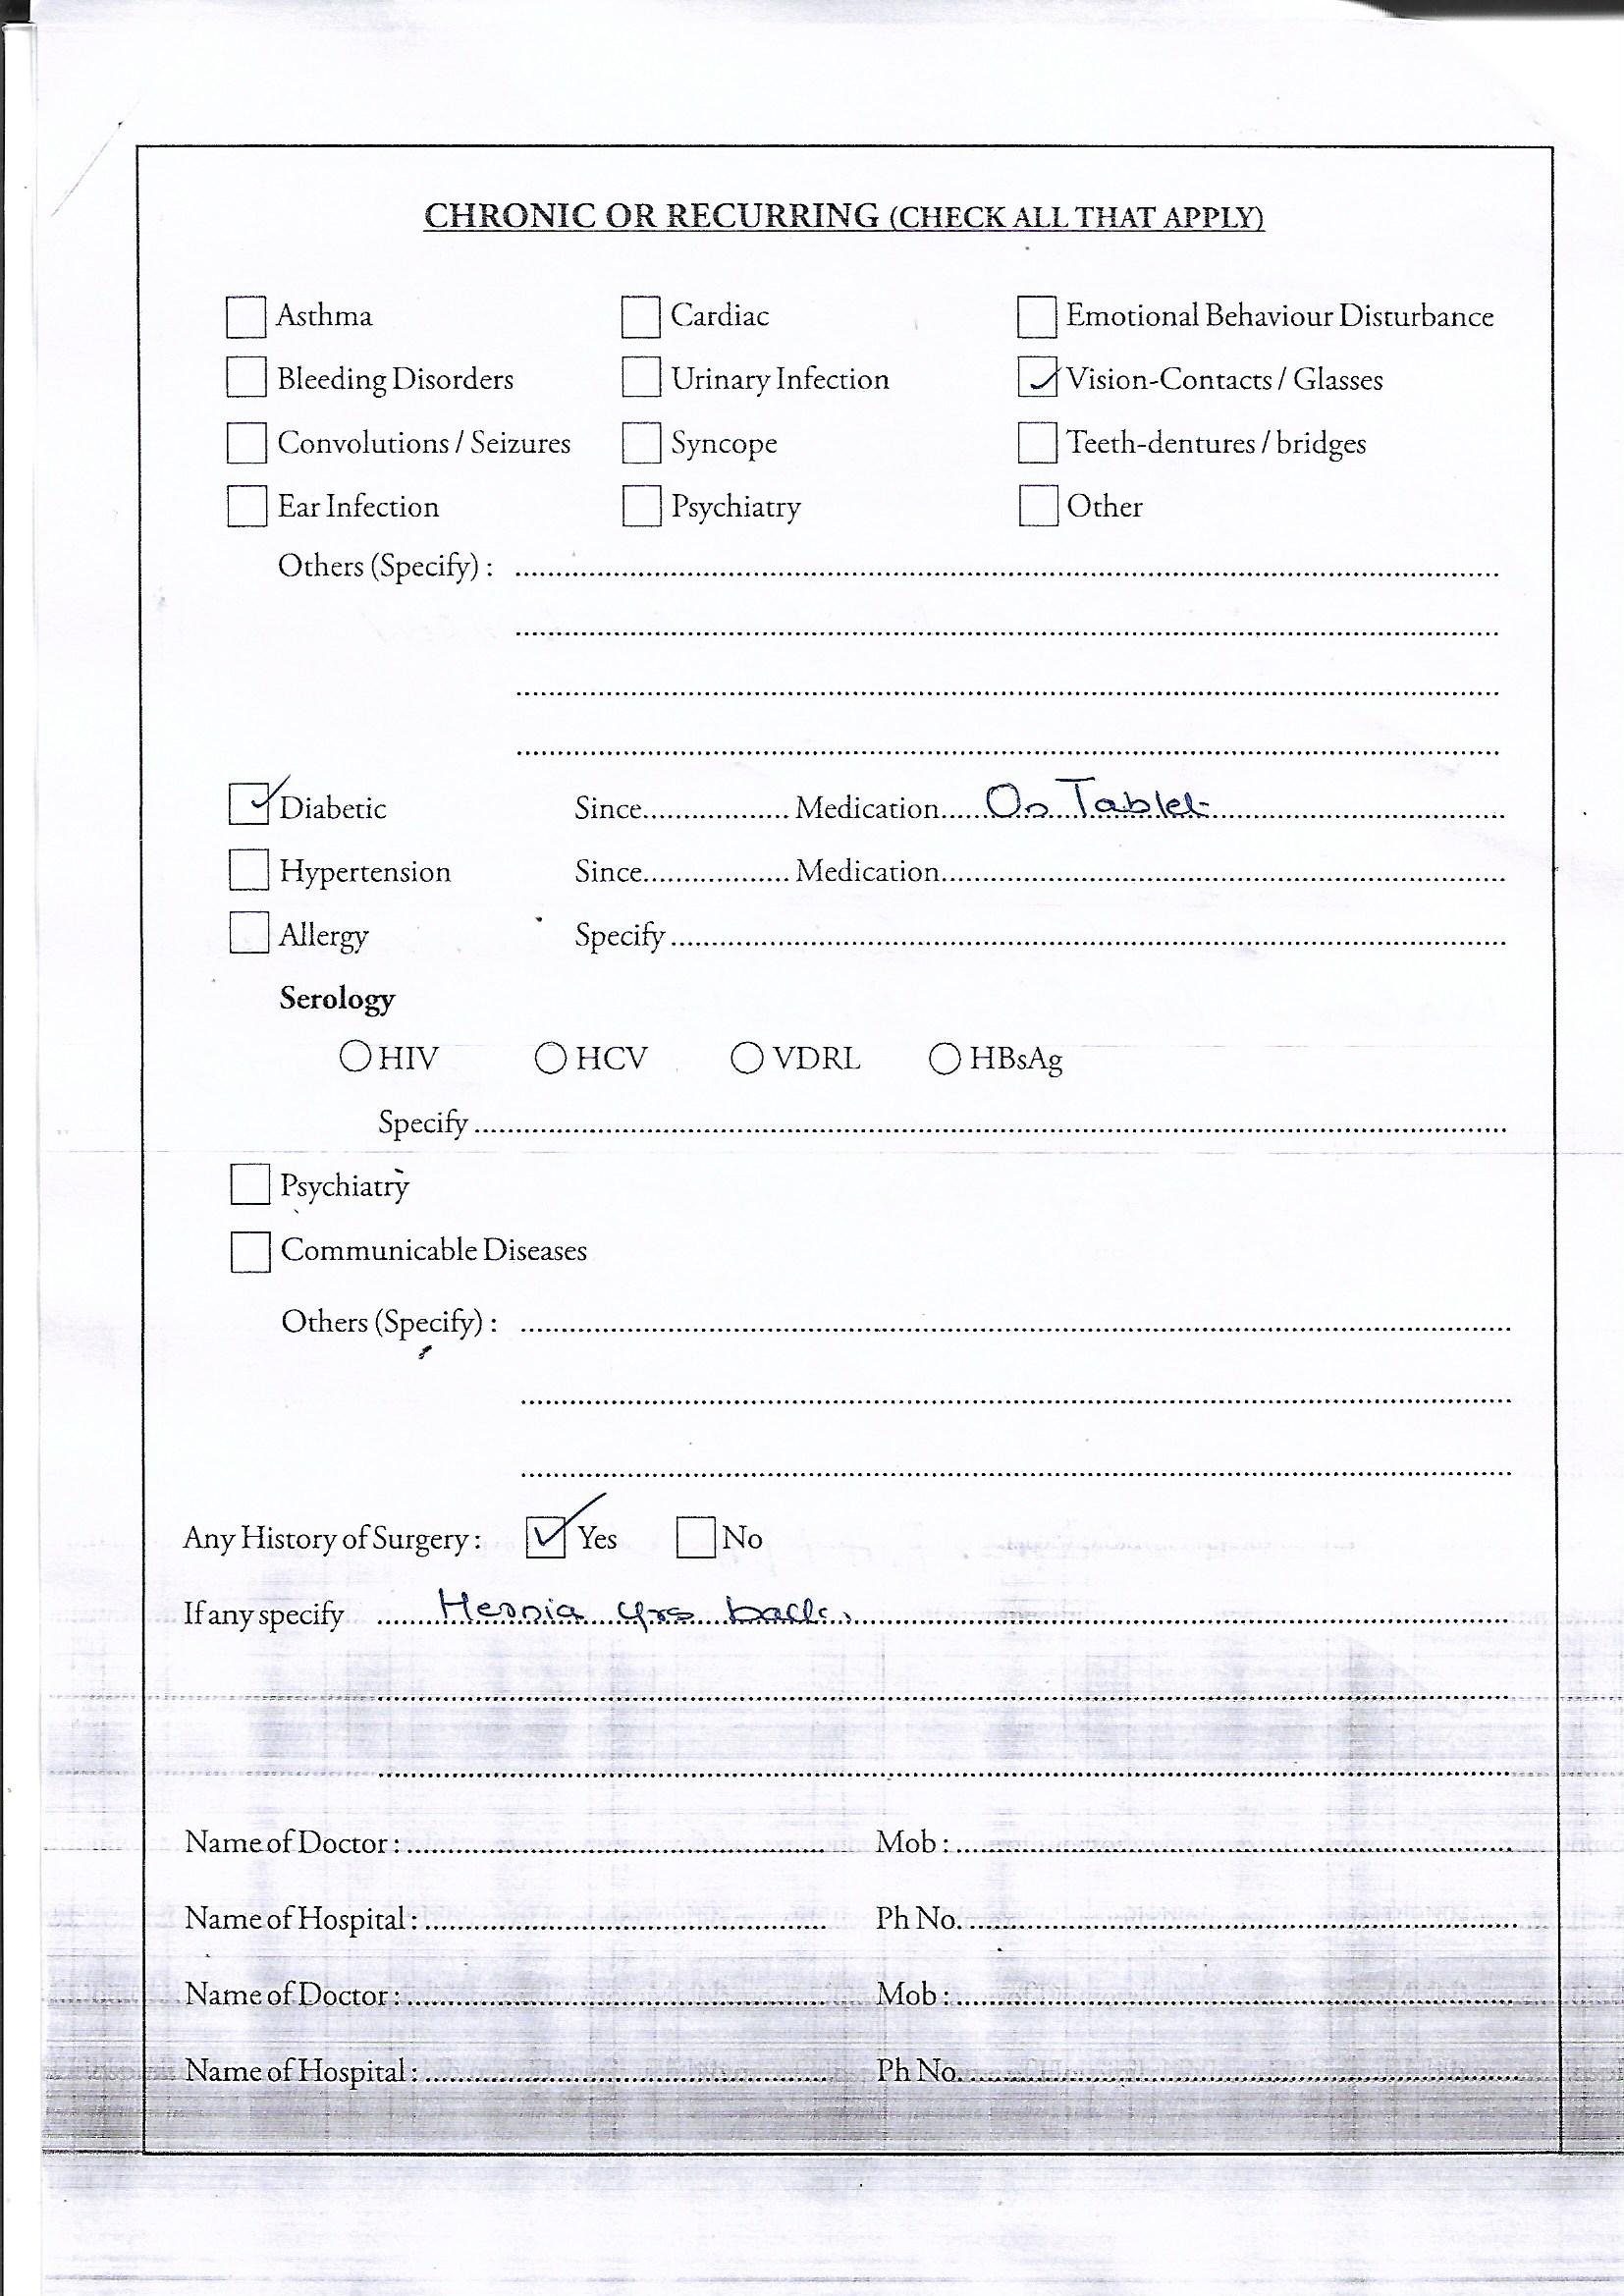 CHRONIC OR RECURRING (CHECK ALL THAT APPLY)
Asthma Cardiac Emotional Behaviour Disturbance
Bleeding Disorders Urinary Infection Vision-Contacts / Glasses
Convolutions / Seizures Syncope Teeth-dentures / bridges
Ear Infection Psychiatry Other
Others (Specify) :
Diabetic Since Medication On Tablet
Hypertension Since Medication
Allergy Specify
Serology
HIV HCV VDRL HBsAg
Specify
Psychiatry
Communicable Diseases
Others (Specify) :
Any History of Surgery : Yes No
If any specify Hernia yrs back
Name of Doctor : Mob :
Name of Hospital : Ph No.
Name of Doctor : Mob :
Name of Hospital : Ph No.